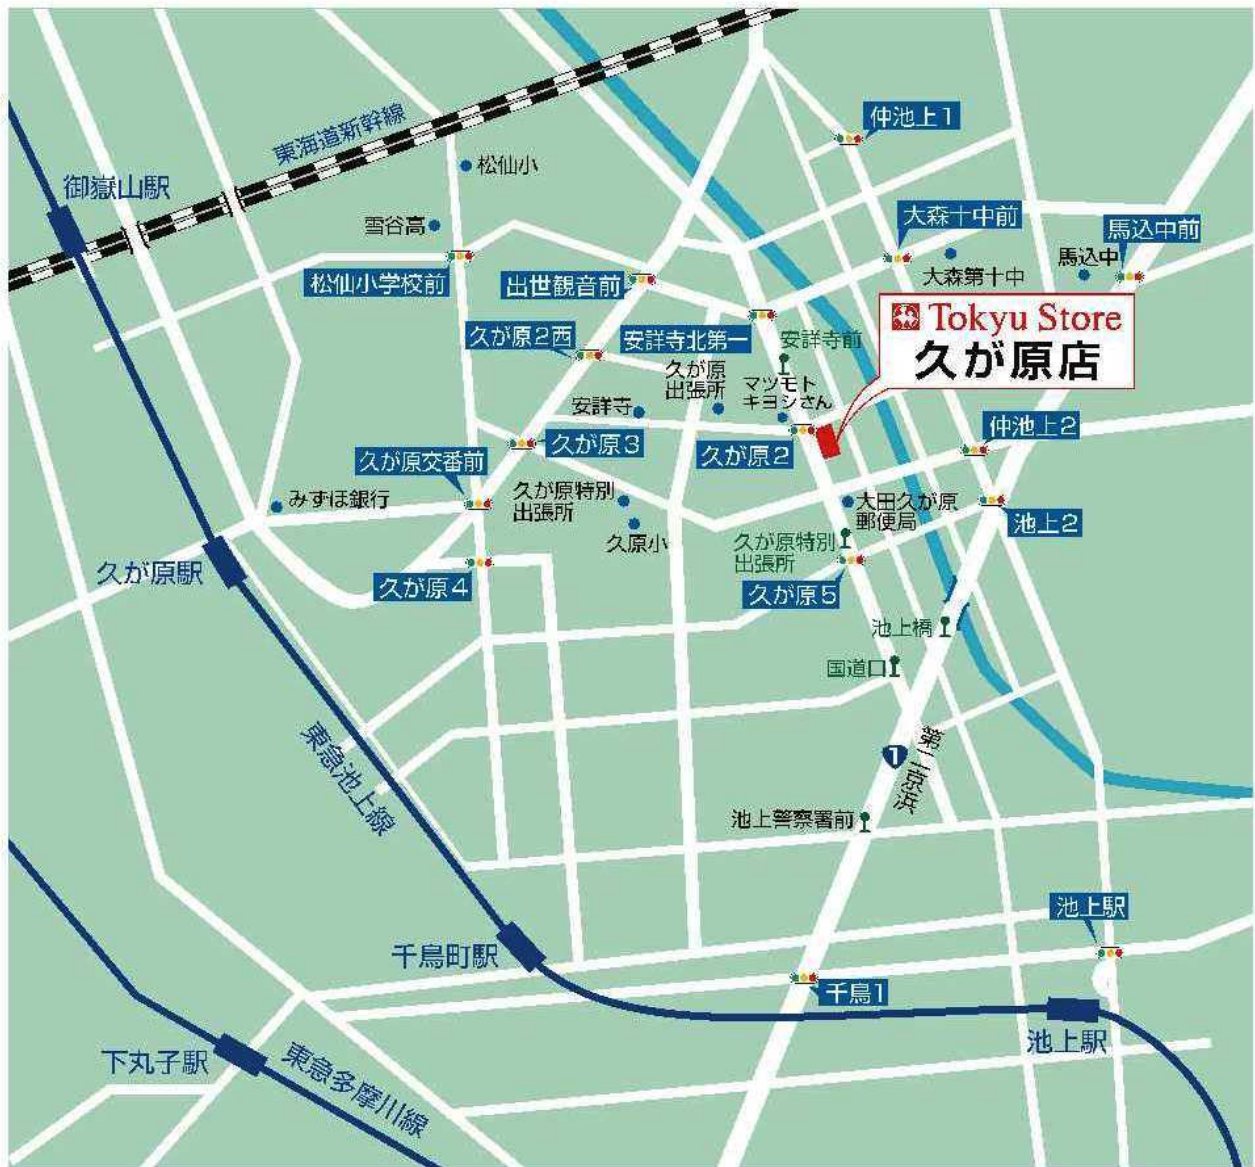 仲池上1
東海道新幹線
松仙小
御嶽山駅
雪谷高
大森十中前
馬込中前
松仙小学校前
出世観音前
大森第十中
馬込中
Tokyu Store
久が原店
久が原2西
安詳寺北第一
安詳寺前
久が原
出張所
マツモト
キヨシさん
安詳寺
久が原3
久が原2
仲池上2
久が原交番前
みずほ銀行
久が原特別
出張所
久原小
大田久が原
郵便局
池上2
久が原特別
出張所
久が原駅
久が原4
久が原5
池上橋
国道口
東急池上線
1
第二京浜
池上警察署前
池上駅
千鳥町駅
千鳥1
池上駅
下丸子駅
東急多摩川線